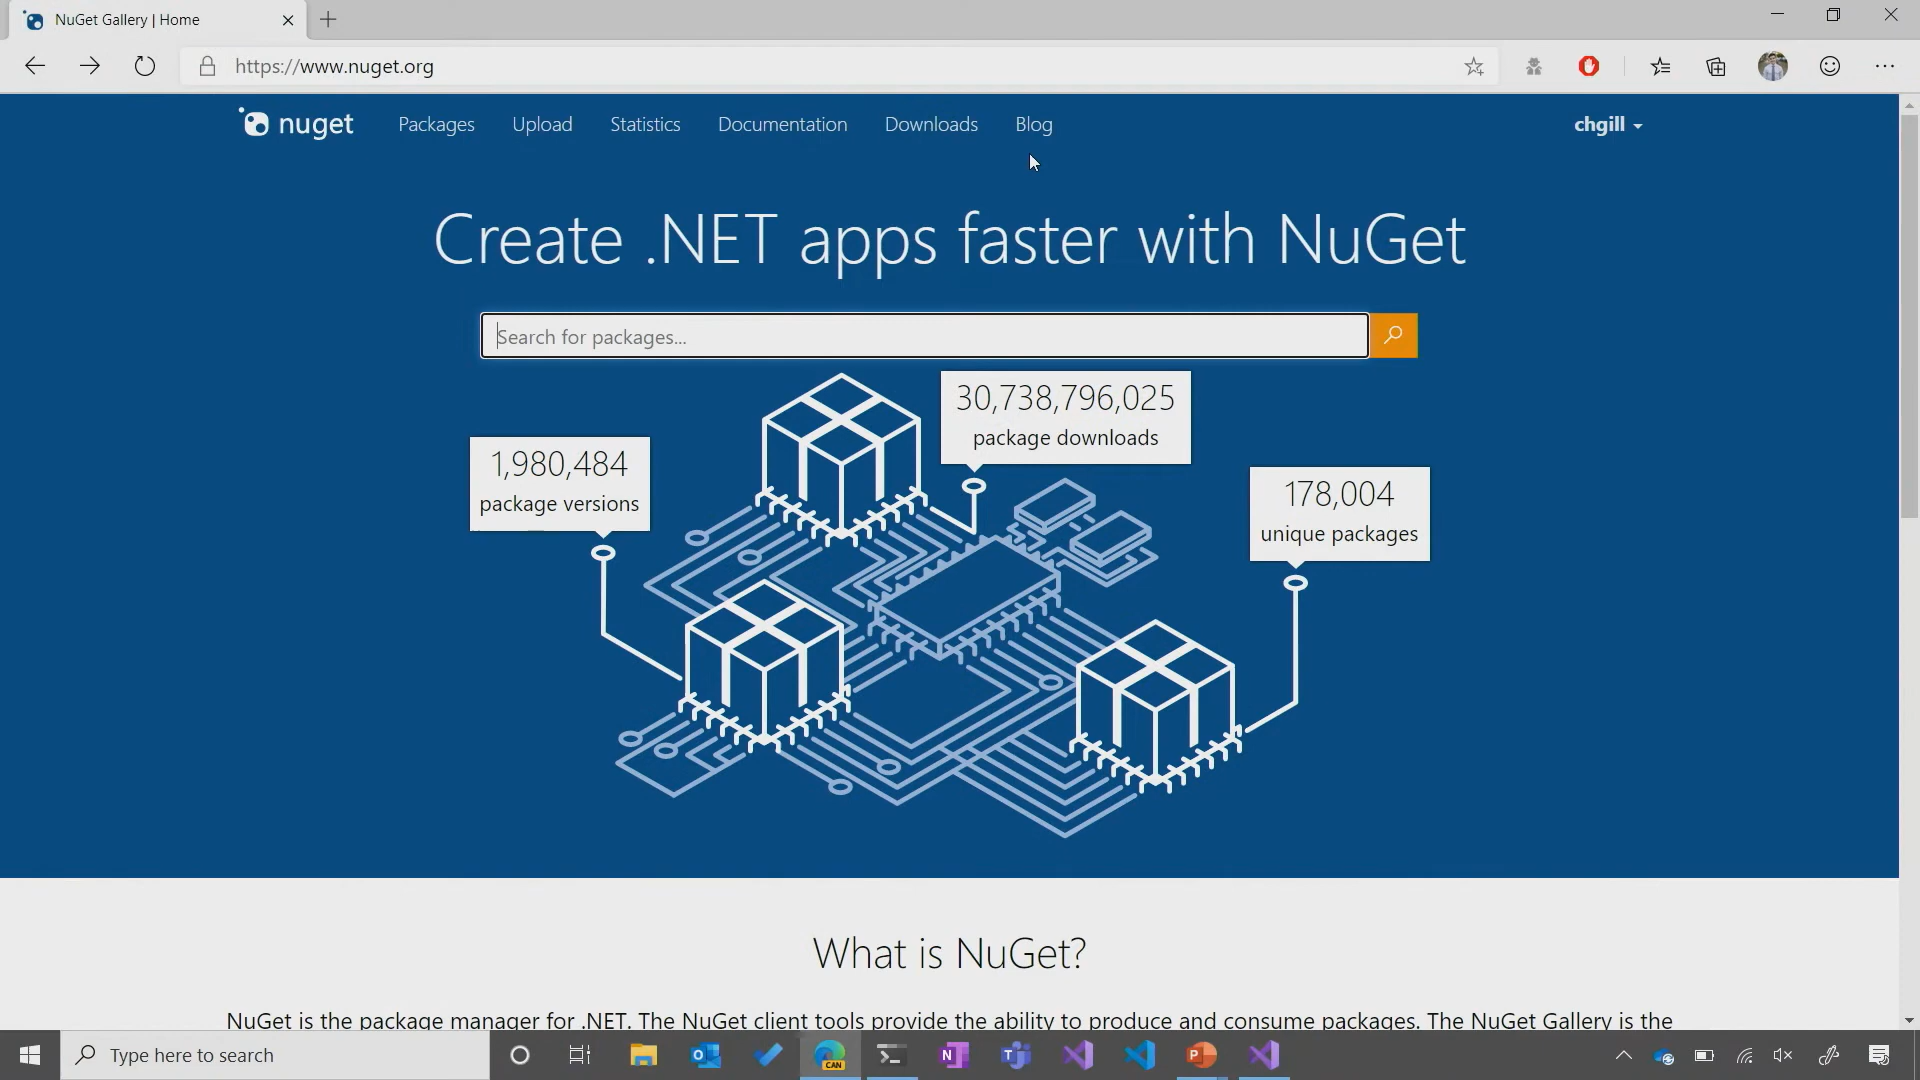 NuGet Gallery | Home
https://www.nuget.org
nuget
Packages
Upload
Statistics
Documentation
Downloads
Blog
chgill
Create .NET apps faster with NuGet
Search for packages...
30,738,796,025
package downloads
1,980,484
package versions
178,004
unique packages
What is NuGet?
NuGet is the package manager for .NET. The NuGet client tools provide the ability to produce and consume packages. The NuGet Gallery is the
Type here to search
CAN